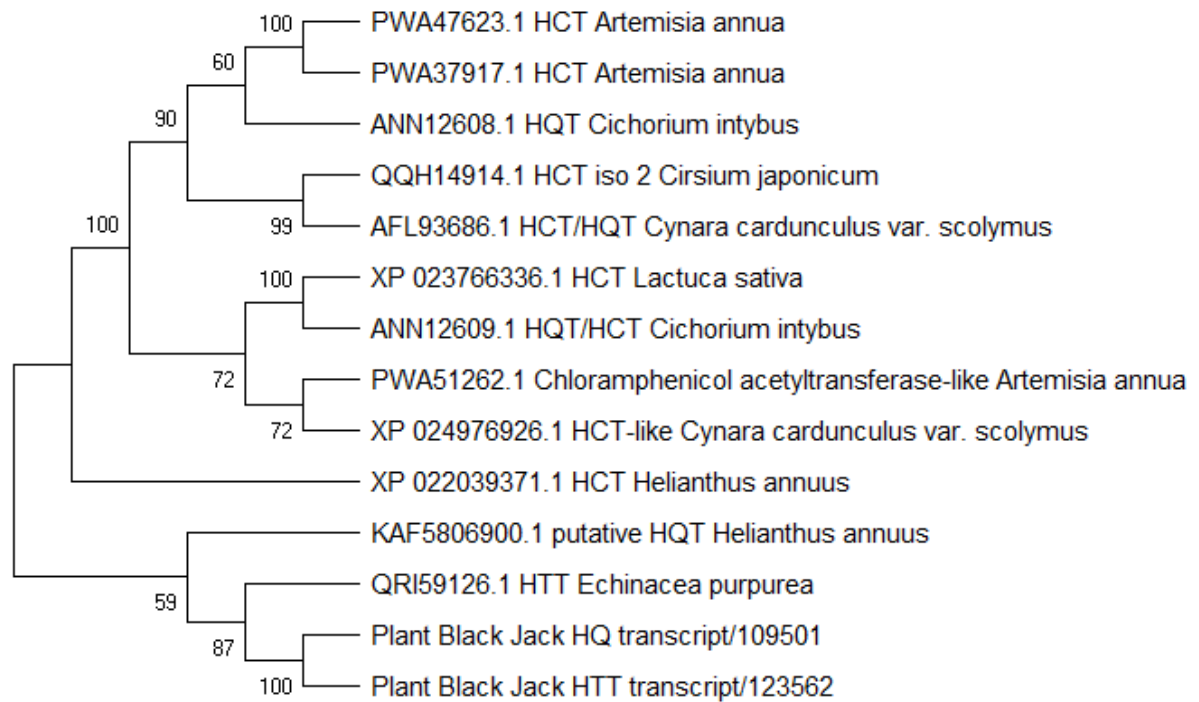 100 PWA47623.1 HCT Artemisia annua
60 PWA37917.1 HCT Artemisia annua
90 ANN12608.1 HQT Cichorium intybus
QQH14914.1 HCT iso 2 Cirsium japonicum
100 99 AFL93686.1 HCT/HQT Cynara cardunculus var. scolymus
100 XP 023766336.1 HCT Lactuca sativa
ANN12609.1 HQT/HCT Cichorium intybus
72 PWA51262.1 Chloramphenicol acetyltransferase-like Artemisia annua
72 XP 024976926.1 HCT-like Cynara cardunculus var. scolymus
XP 022039371.1 HCT Helianthus annuus
KAF5806900.1 putative HQT Helianthus annuus
59 QRI59126.1 HTT Echinacea purpurea
87 Plant Black Jack HQ transcript/109501
100 Plant Black Jack HTT transcript/123562